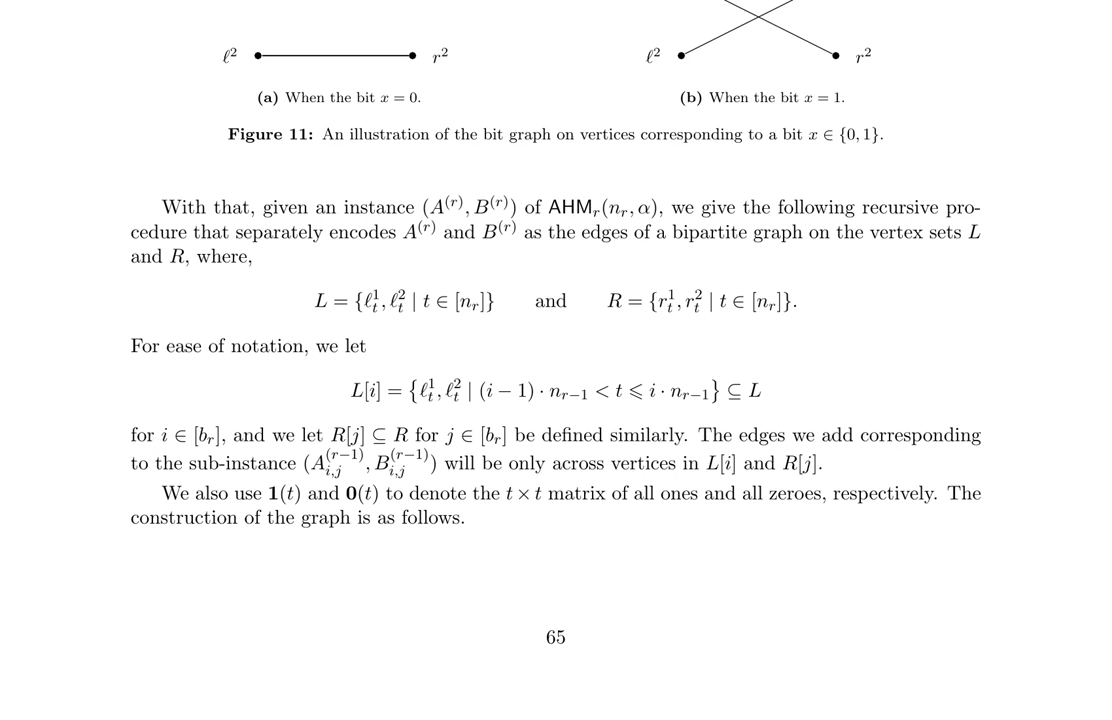 ℓ² r² ℓ² r²
(a) When the bit x = 0. (b) When the bit x = 1.
Figure 11: An illustration of the bit graph on vertices corresponding to a bit x ∈ {0, 1}.
With that, given an instance (A^(r), B^(r)) of AHM_r(n_r, α), we give the following recursive pro-
cedure that separately encodes A^(r) and B^(r) as the edges of a bipartite graph on the vertex sets L
and R, where,
L = {ℓ_t^1, ℓ_t^2 | t ∈ [n_r]} and R = {r_t^1, r_t^2 | t ∈ [n_r]}.
For ease of notation, we let
L[i] = {ℓ_t^1, ℓ_t^2 | (i − 1) · n_{r−1} < t ⩽ i · n_{r−1}} ⊆ L
for i ∈ [b_r], and we let R[j] ⊆ R for j ∈ [b_r] be defined similarly. The edges we add corresponding
to the sub-instance (A_{i,j}^{(r−1)}, B_{i,j}^{(r−1)}) will be only across vertices in L[i] and R[j].
We also use 1(t) and 0(t) to denote the t × t matrix of all ones and all zeroes, respectively. The
construction of the graph is as follows.
65